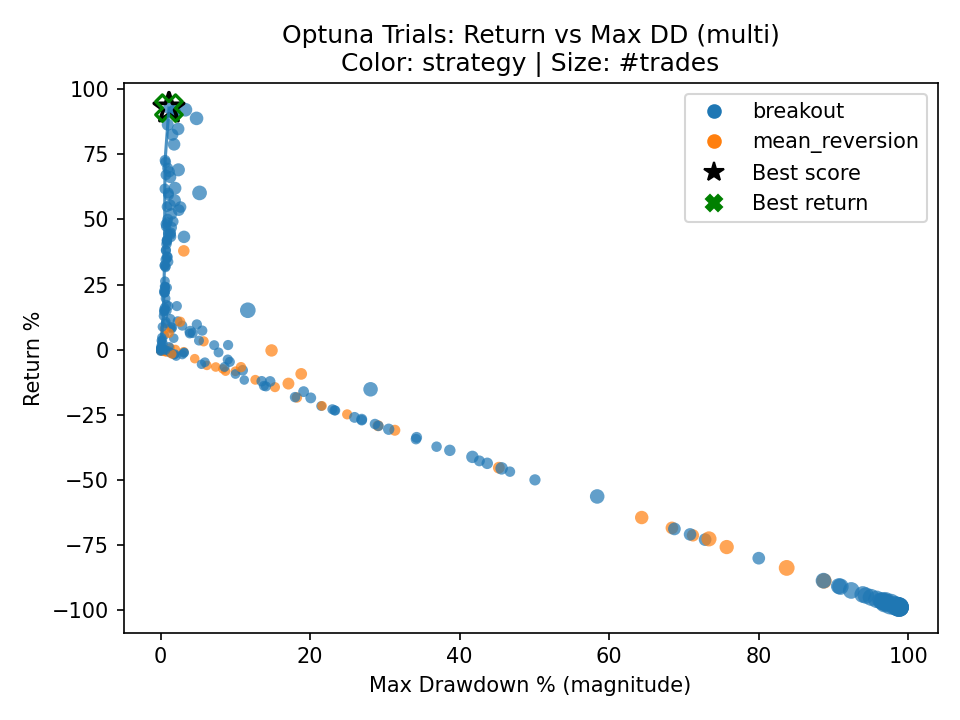 Optuna Trials: Return vs Max DD (multi)
Color: strategy | Size: #trades
breakout
mean_reversion
Best score
Best return
Return %
100
75
50
25
0
−25
−50
−75
−100
0
20
40
60
80
100
Max Drawdown % (magnitude)